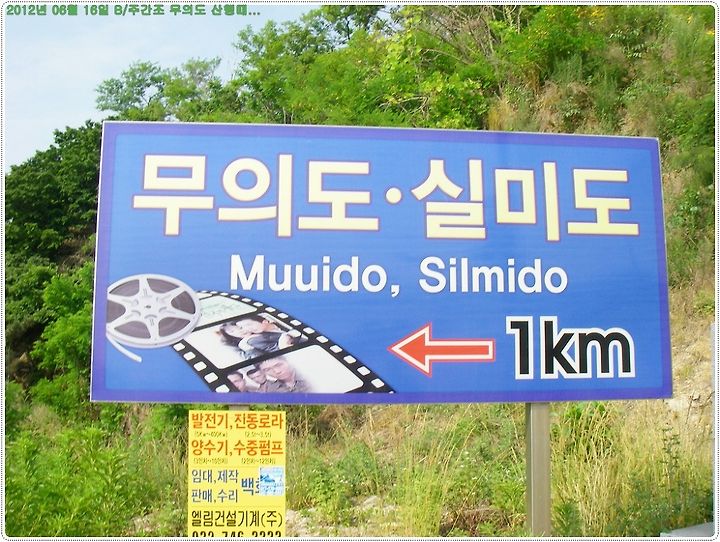 2012년 06월 16일 B/주간조 무의도 산행때...
무의도·실미도
Muuido, Silmido
1km
발전기,진동로라
양수기,수중펌프
임대,제작
판매,수리
엘림건설기계(주)